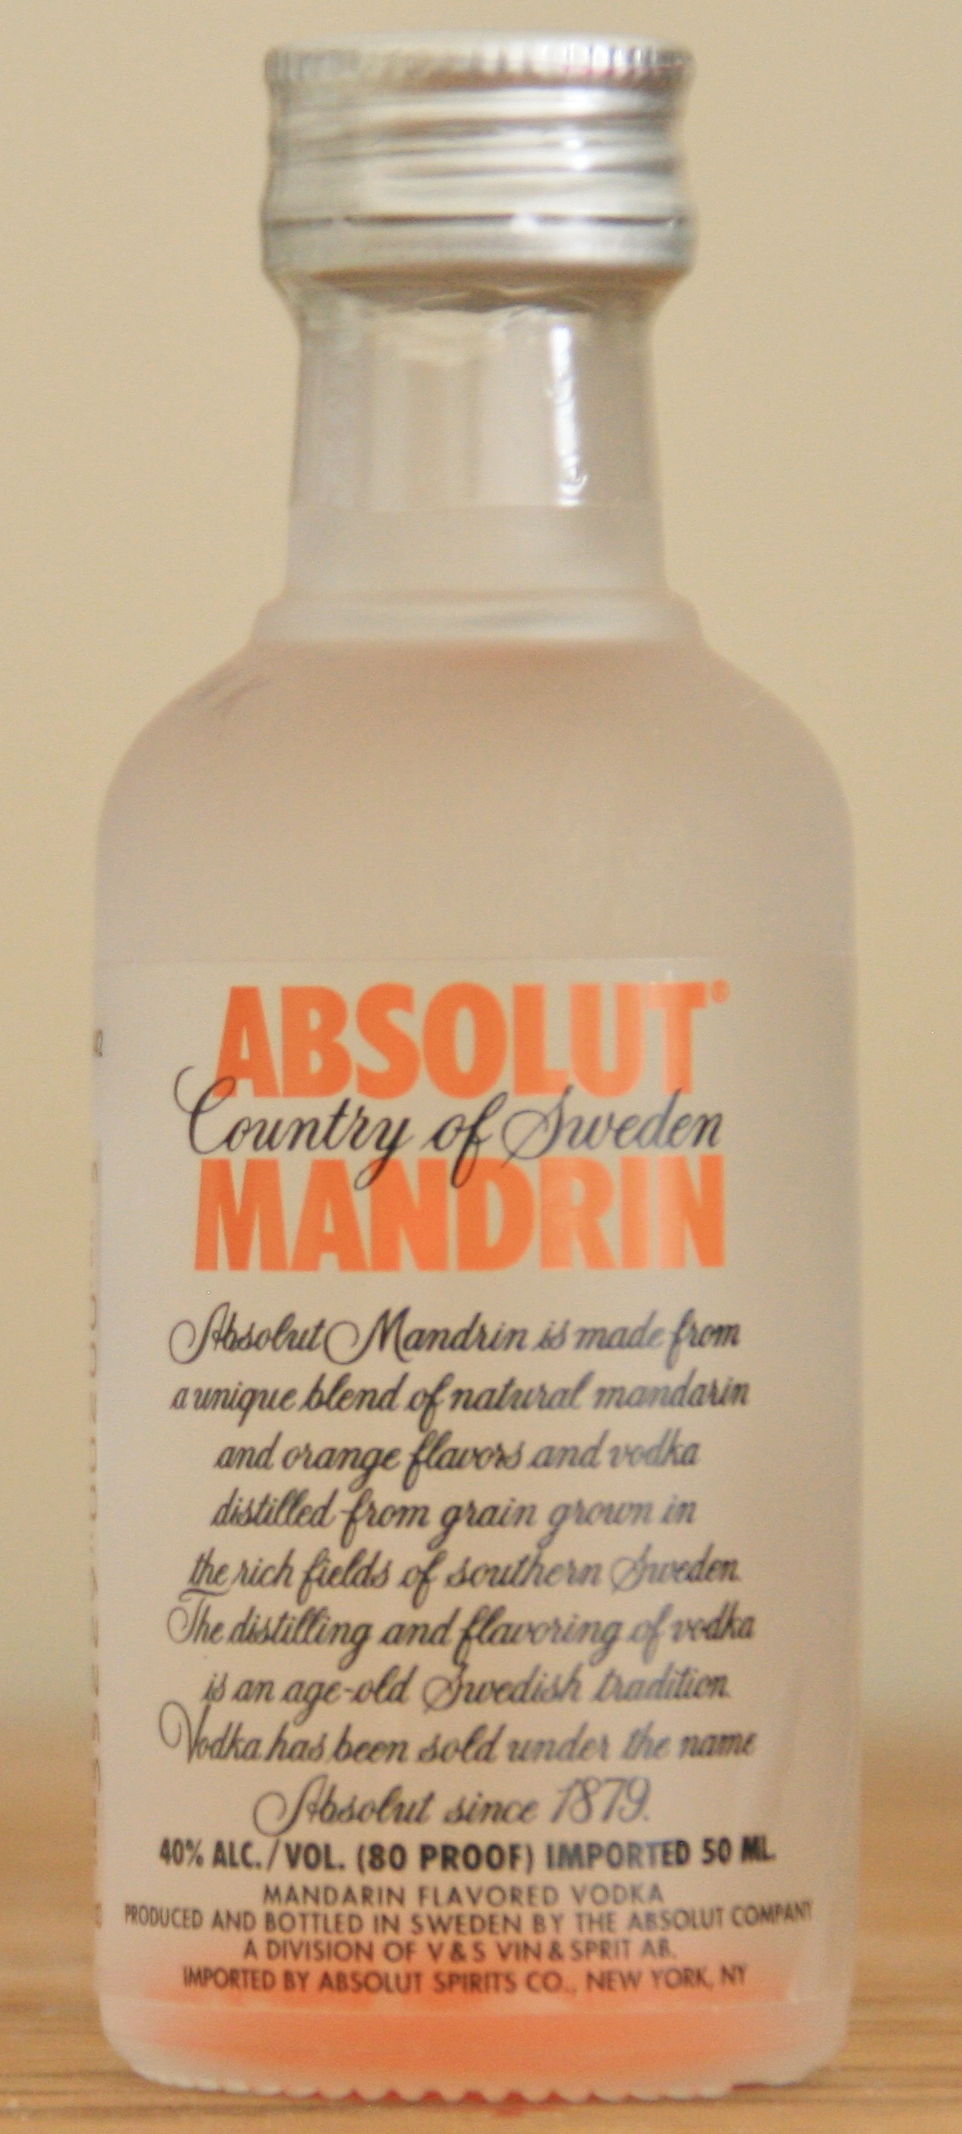 ABSOLUT®
Country of Sweden
MANDRIN
Absolut Mandrin is made from
a unique blend of natural mandarin
and orange flavors and vodka
distilled from grain grown in
the rich fields of southern Sweden.
The distilling and flavoring of vodka
is an age-old Swedish tradition.
Vodka has been sold under the name
Absolut since 1879.
40% ALC./VOL. (80 PROOF) IMPORTED 50 ML.
MANDARIN FLAVORED VODKA
PRODUCED AND BOTTLED IN SWEDEN BY THE ABSOLUT COMPANY
A DIVISION OF V&S VIN & SPRIT AB.
IMPORTED BY ABSOLUT SPIRITS CO., NEW YORK, NY